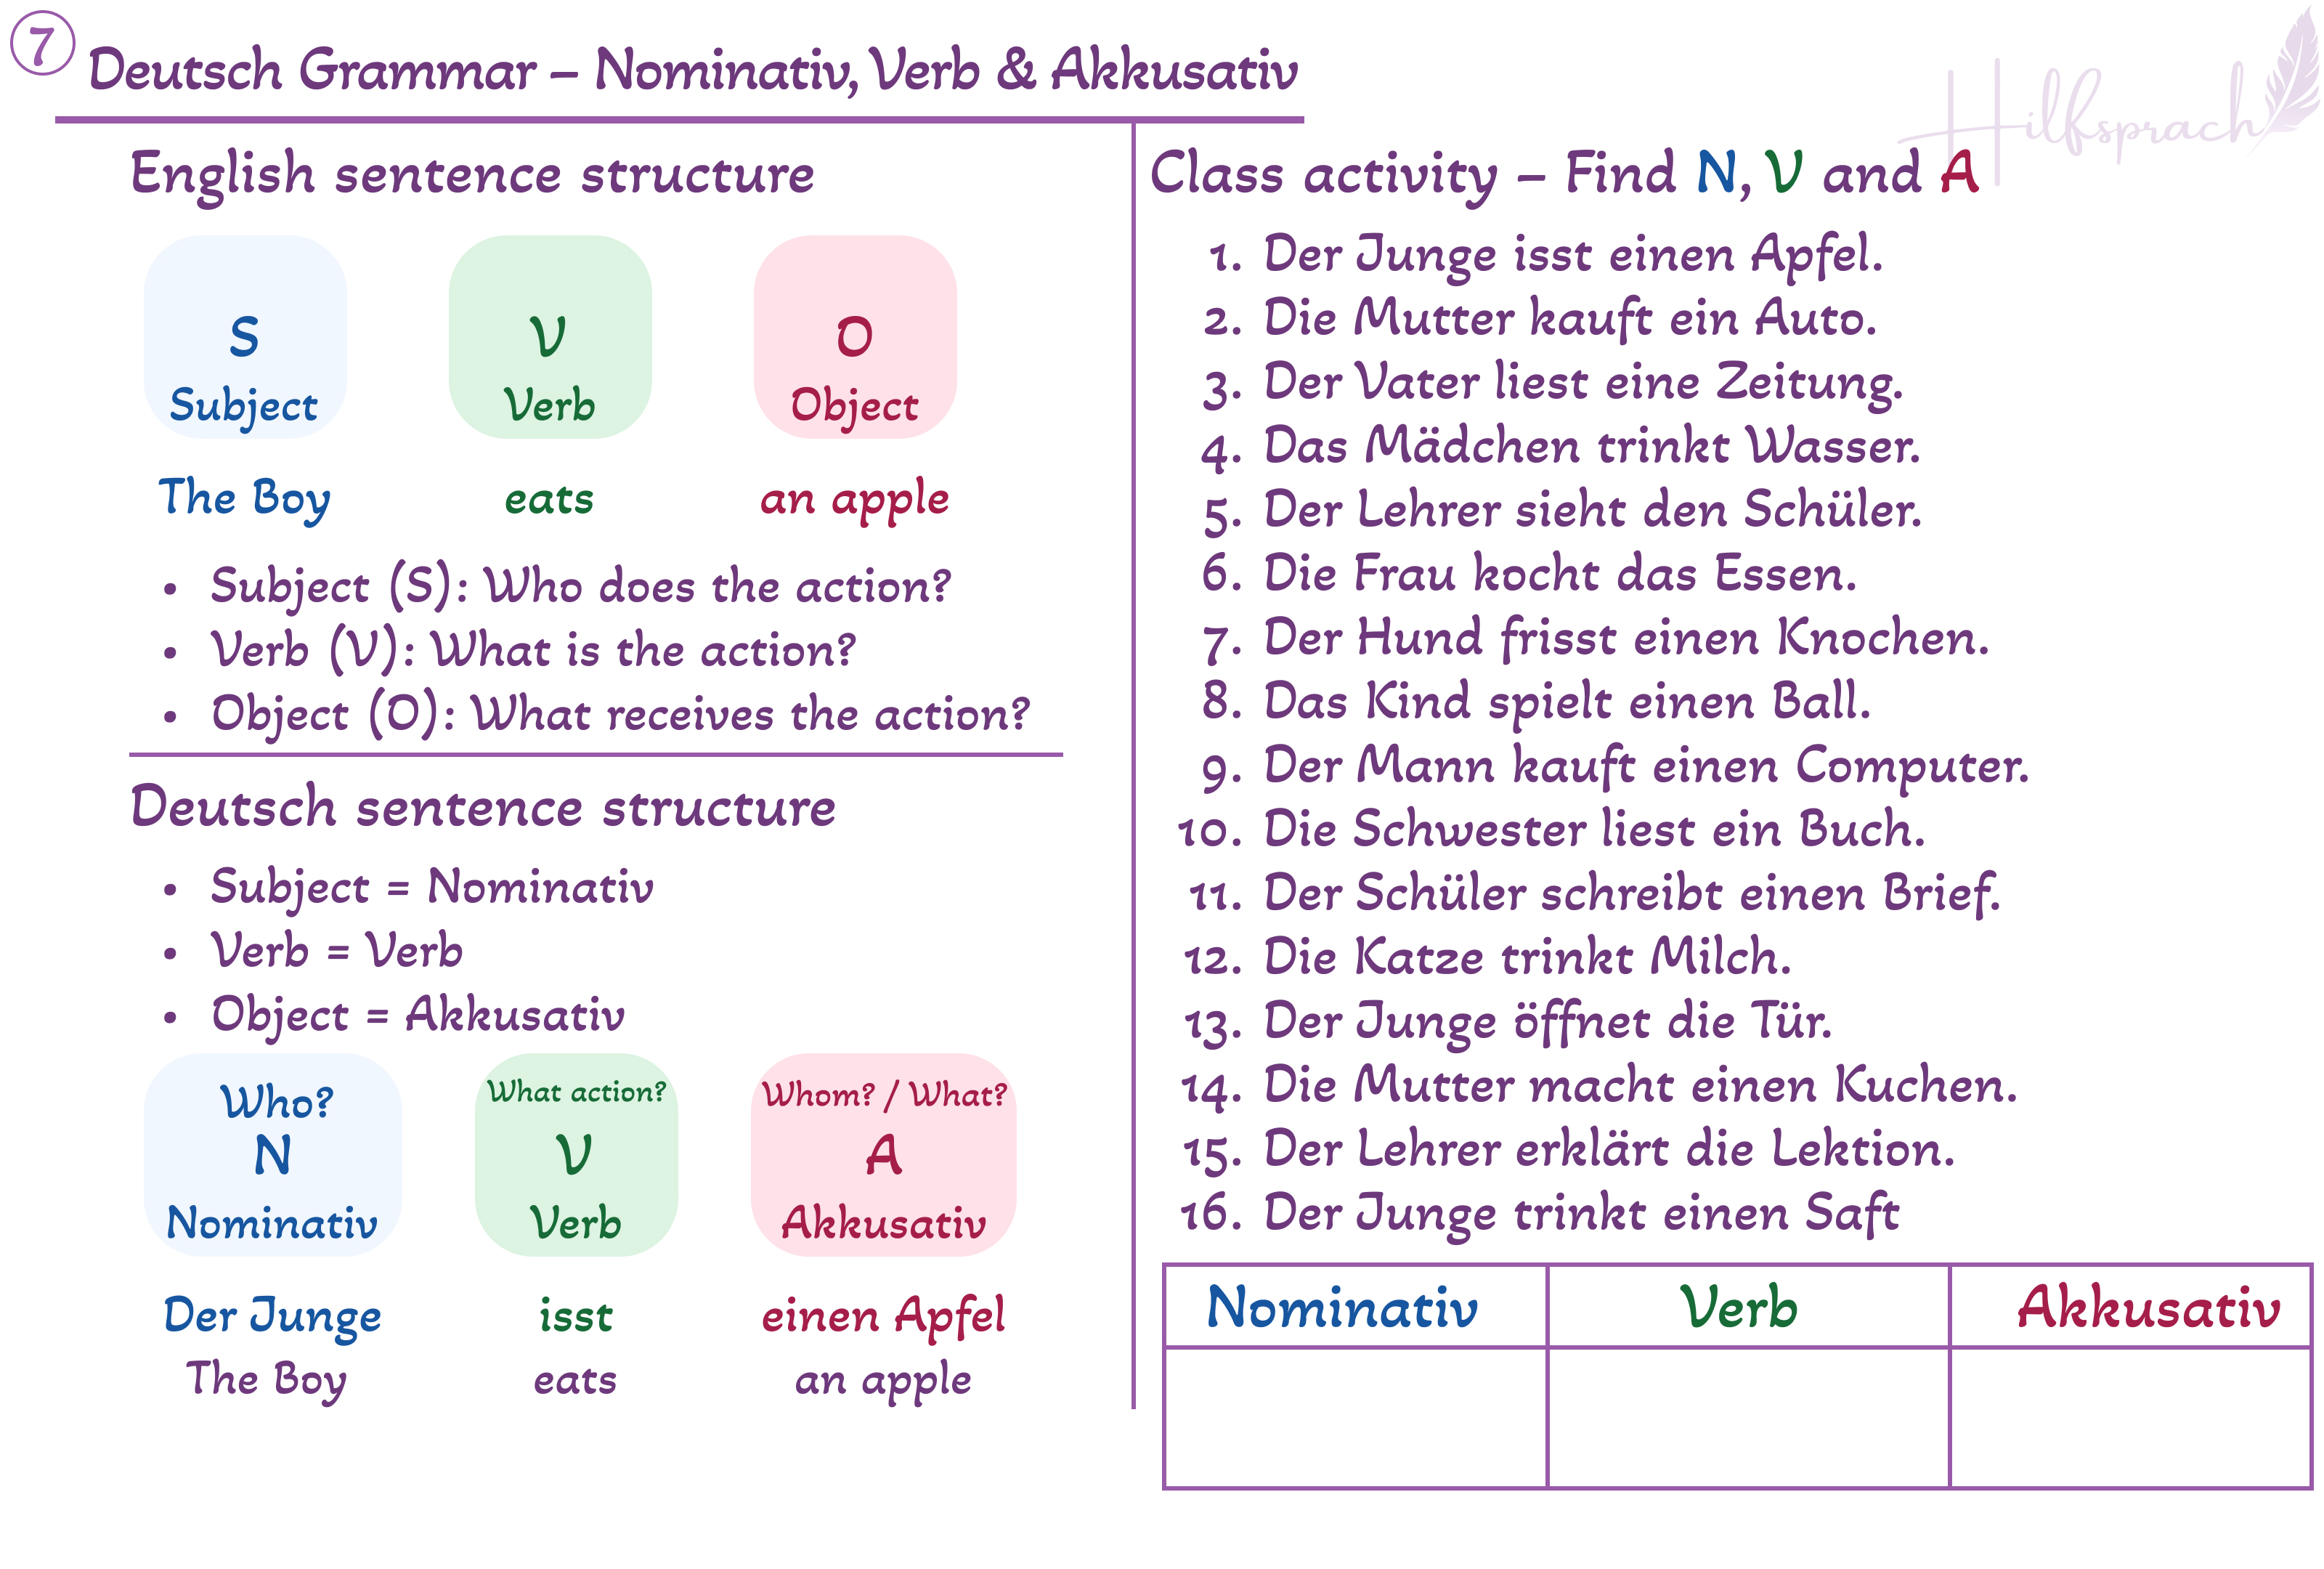 7
Deutsch Grammar – Nominativ, Verb & Akkusativ
Hilfsprach
English sentence structure
S
Subject
V
Verb
O
Object
The Boy
eats
an apple
• Subject (S): Who does the action?
• Verb (V): What is the action?
• Object (O): What receives the action?
Deutsch sentence structure
• Subject = Nominativ
• Verb = Verb
• Object = Akkusativ
Who?
N
Nominativ
What action?
V
Verb
Whom? / What?
A
Akkusativ
Der Junge
isst
einen Apfel
The Boy
eats
an apple
Class activity – Find N, V and A
1. Der Junge isst einen Apfel.
2. Die Mutter kauft ein Auto.
3. Der Vater liest eine Zeitung.
4. Das Mädchen trinkt Wasser.
5. Der Lehrer sieht den Schüler.
6. Die Frau kocht das Essen.
7. Der Hund frisst einen Knochen.
8. Das Kind spielt einen Ball.
9. Der Mann kauft einen Computer.
10. Die Schwester liest ein Buch.
11. Der Schüler schreibt einen Brief.
12. Die Katze trinkt Milch.
13. Der Junge öffnet die Tür.
14. Die Mutter macht einen Kuchen.
15. Der Lehrer erklärt die Lektion.
16. Der Junge trinkt einen Saft
Nominativ
Verb
Akkusativ